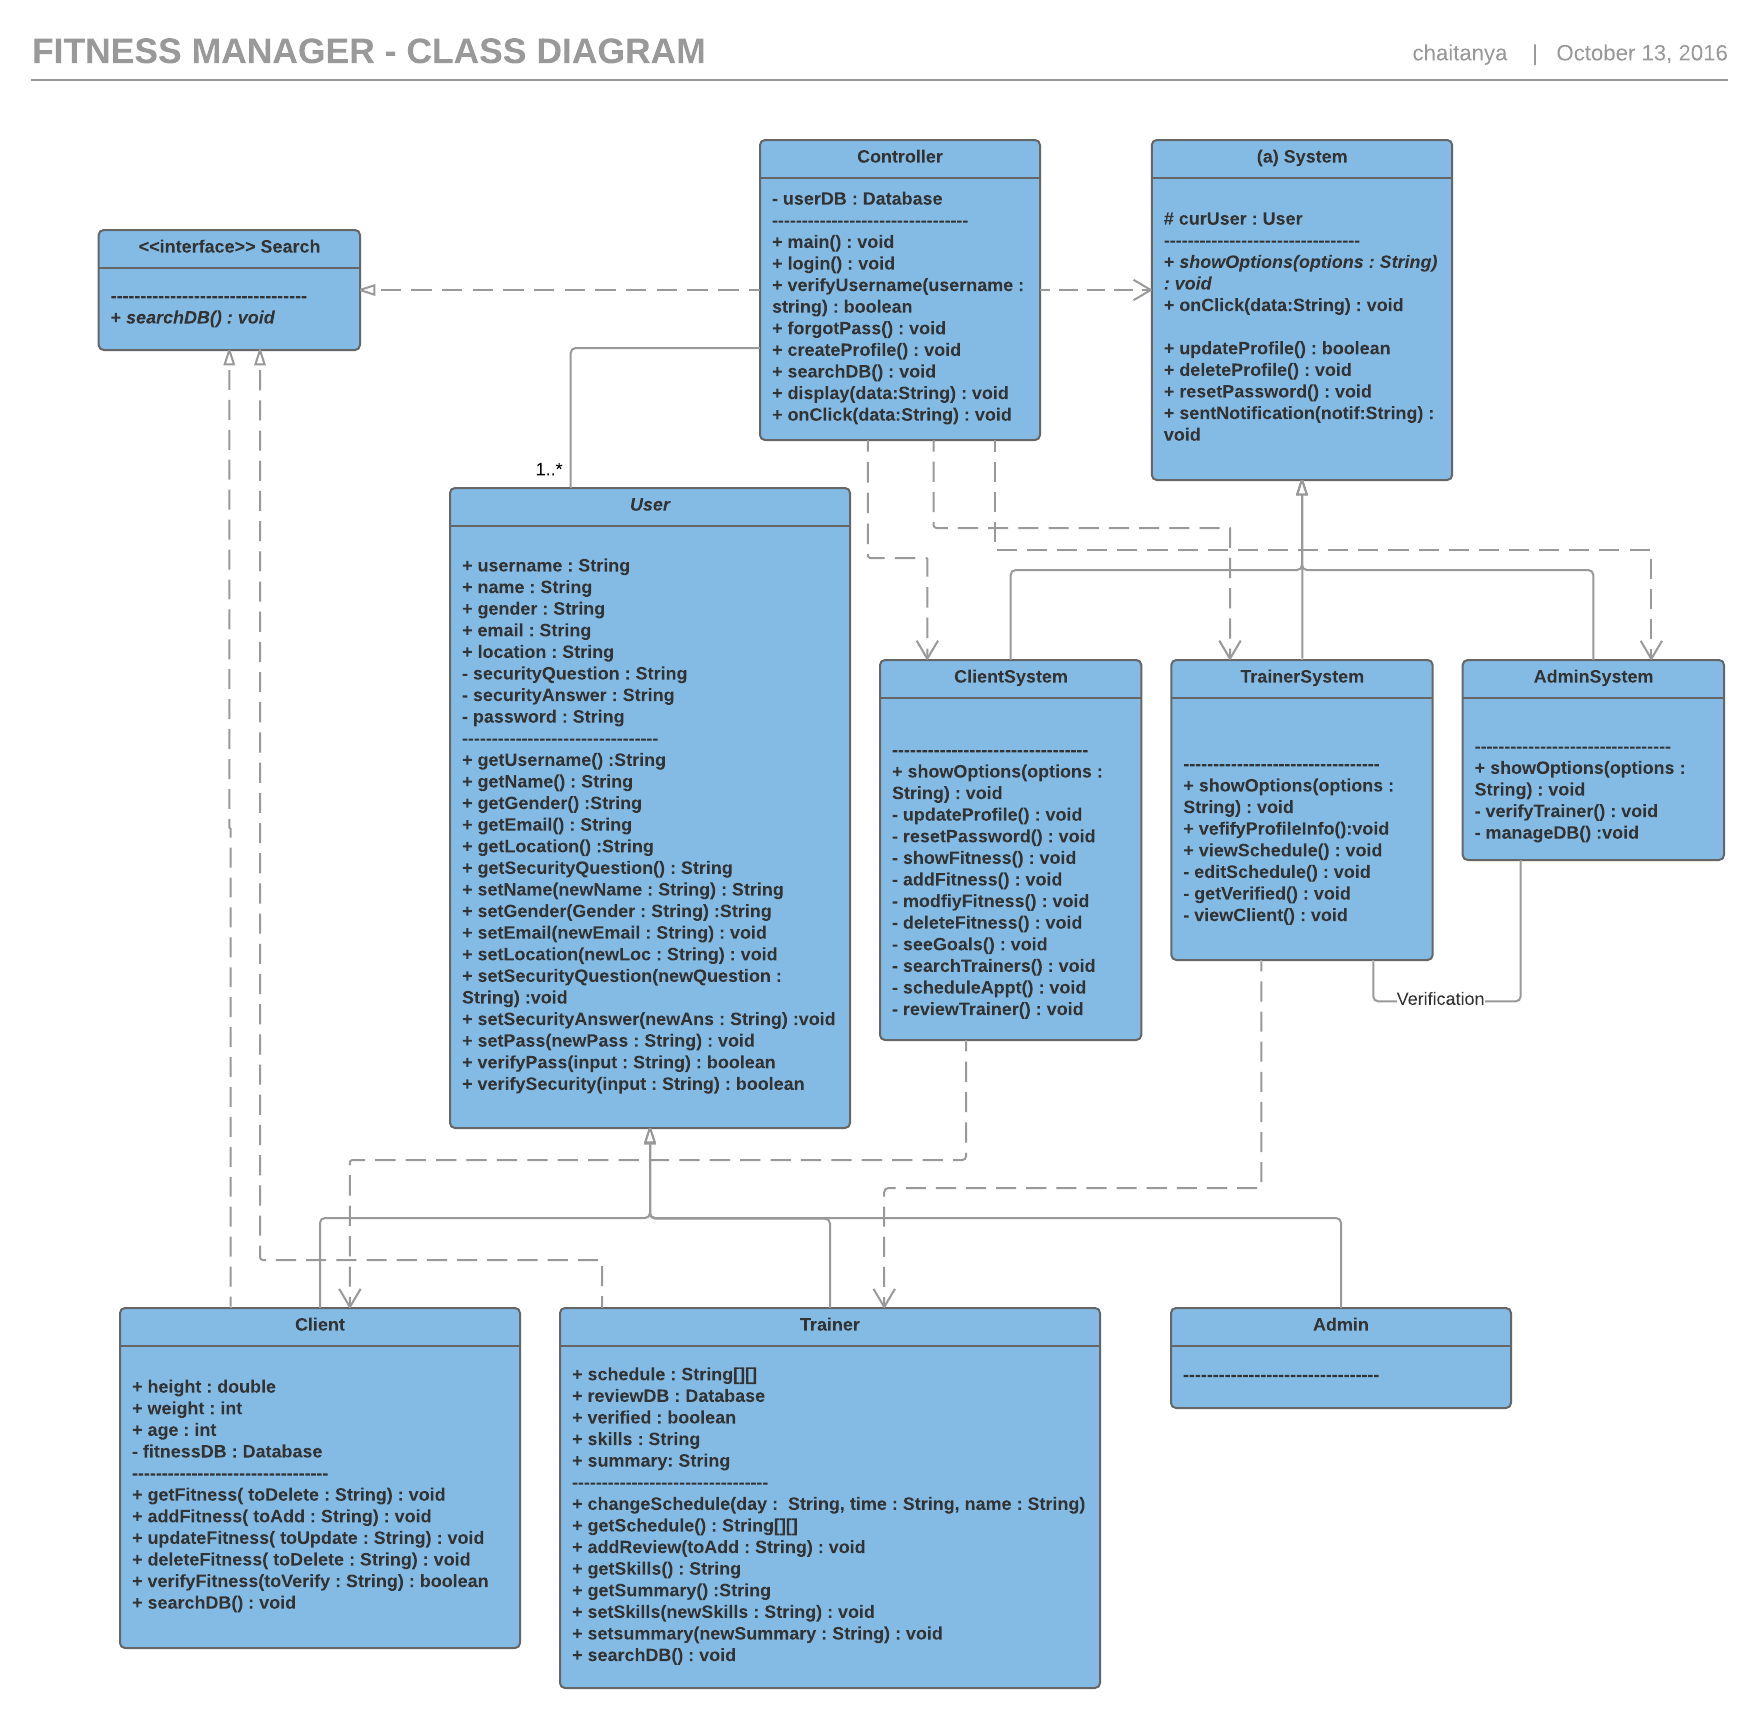 FITNESS MANAGER - CLASS DIAGRAM
chaitanya | October 13, 2016
Controller
- userDB : Database
---------------------------------
+ main() : void
+ login() : void
+ verifyUsername(username :
string) : boolean
+ forgotPass() : void
+ createProfile() : void
+ searchDB() : void
+ display(data:String) : void
+ onClick(data:String) : void
(a) System
# curUser : User
---------------------------------
+ showOptions(options : String)
: void
+ onClick(data:String) : void
+ updateProfile() : boolean
+ deleteProfile() : void
+ resetPassword() : void
+ sentNotification(notif:String) :
void
<<interface>> Search
---------------------------------
+ searchDB() : void
1..*
User
+ username : String
+ name : String
+ gender : String
+ email : String
+ location : String
- securityQuestion : String
- securityAnswer : String
- password : String
---------------------------------
+ getUsername() :String
+ getName() : String
+ getGender() :String
+ getEmail() : String
+ getLocation() :String
+ getSecurityQuestion() : String
+ setName(newName : String) : String
+ setGender(Gender : String) :String
+ setEmail(newEmail : String) : void
+ setLocation(newLoc : String) : void
+ setSecurityQuestion(newQuestion :
String) :void
+ setSecurityAnswer(newAns : String) :void
+ setPass(newPass : String) : void
+ verifyPass(input : String) : boolean
+ verifySecurity(input : String) : boolean
ClientSystem
---------------------------------
+ showOptions(options :
String) : void
- updateProfile() : void
- resetPassword() : void
- showFitness() : void
- addFitness() : void
- modfiyFitness() : void
- deleteFitness() : void
- seeGoals() : void
- searchTrainers() : void
- scheduleAppt() : void
- reviewTrainer() : void
TrainerSystem
---------------------------------
+ showOptions(options :
String) : void
+ vefifyProfileInfo():void
+ viewSchedule() : void
- editSchedule() : void
- getVerified() : void
- viewClient() : void
AdminSystem
---------------------------------
+ showOptions(options :
String) : void
- verifyTrainer() : void
- manageDB() :void
Verification
Client
+ height : double
+ weight : int
+ age : int
- fitnessDB : Database
---------------------------------
+ getFitness( toDelete : String) : void
+ addFitness( toAdd : String) : void
+ updateFitness( toUpdate : String) : void
+ deleteFitness( toDelete : String) : void
+ verifyFitness(toVerify : String) : boolean
+ searchDB() : void
Trainer
+ schedule : String[][]
+ reviewDB : Database
+ verified : boolean
+ skills : String
+ summary: String
---------------------------------
+ changeSchedule(day :  String, time : String, name : String)
+ getSchedule() : String[][]
+ addReview(toAdd : String) : void
+ getSkills() : String
+ getSummary() :String
+ setSkills(newSkills : String) : void
+ setsummary(newSummary : String) : void
+ searchDB() : void
Admin
---------------------------------